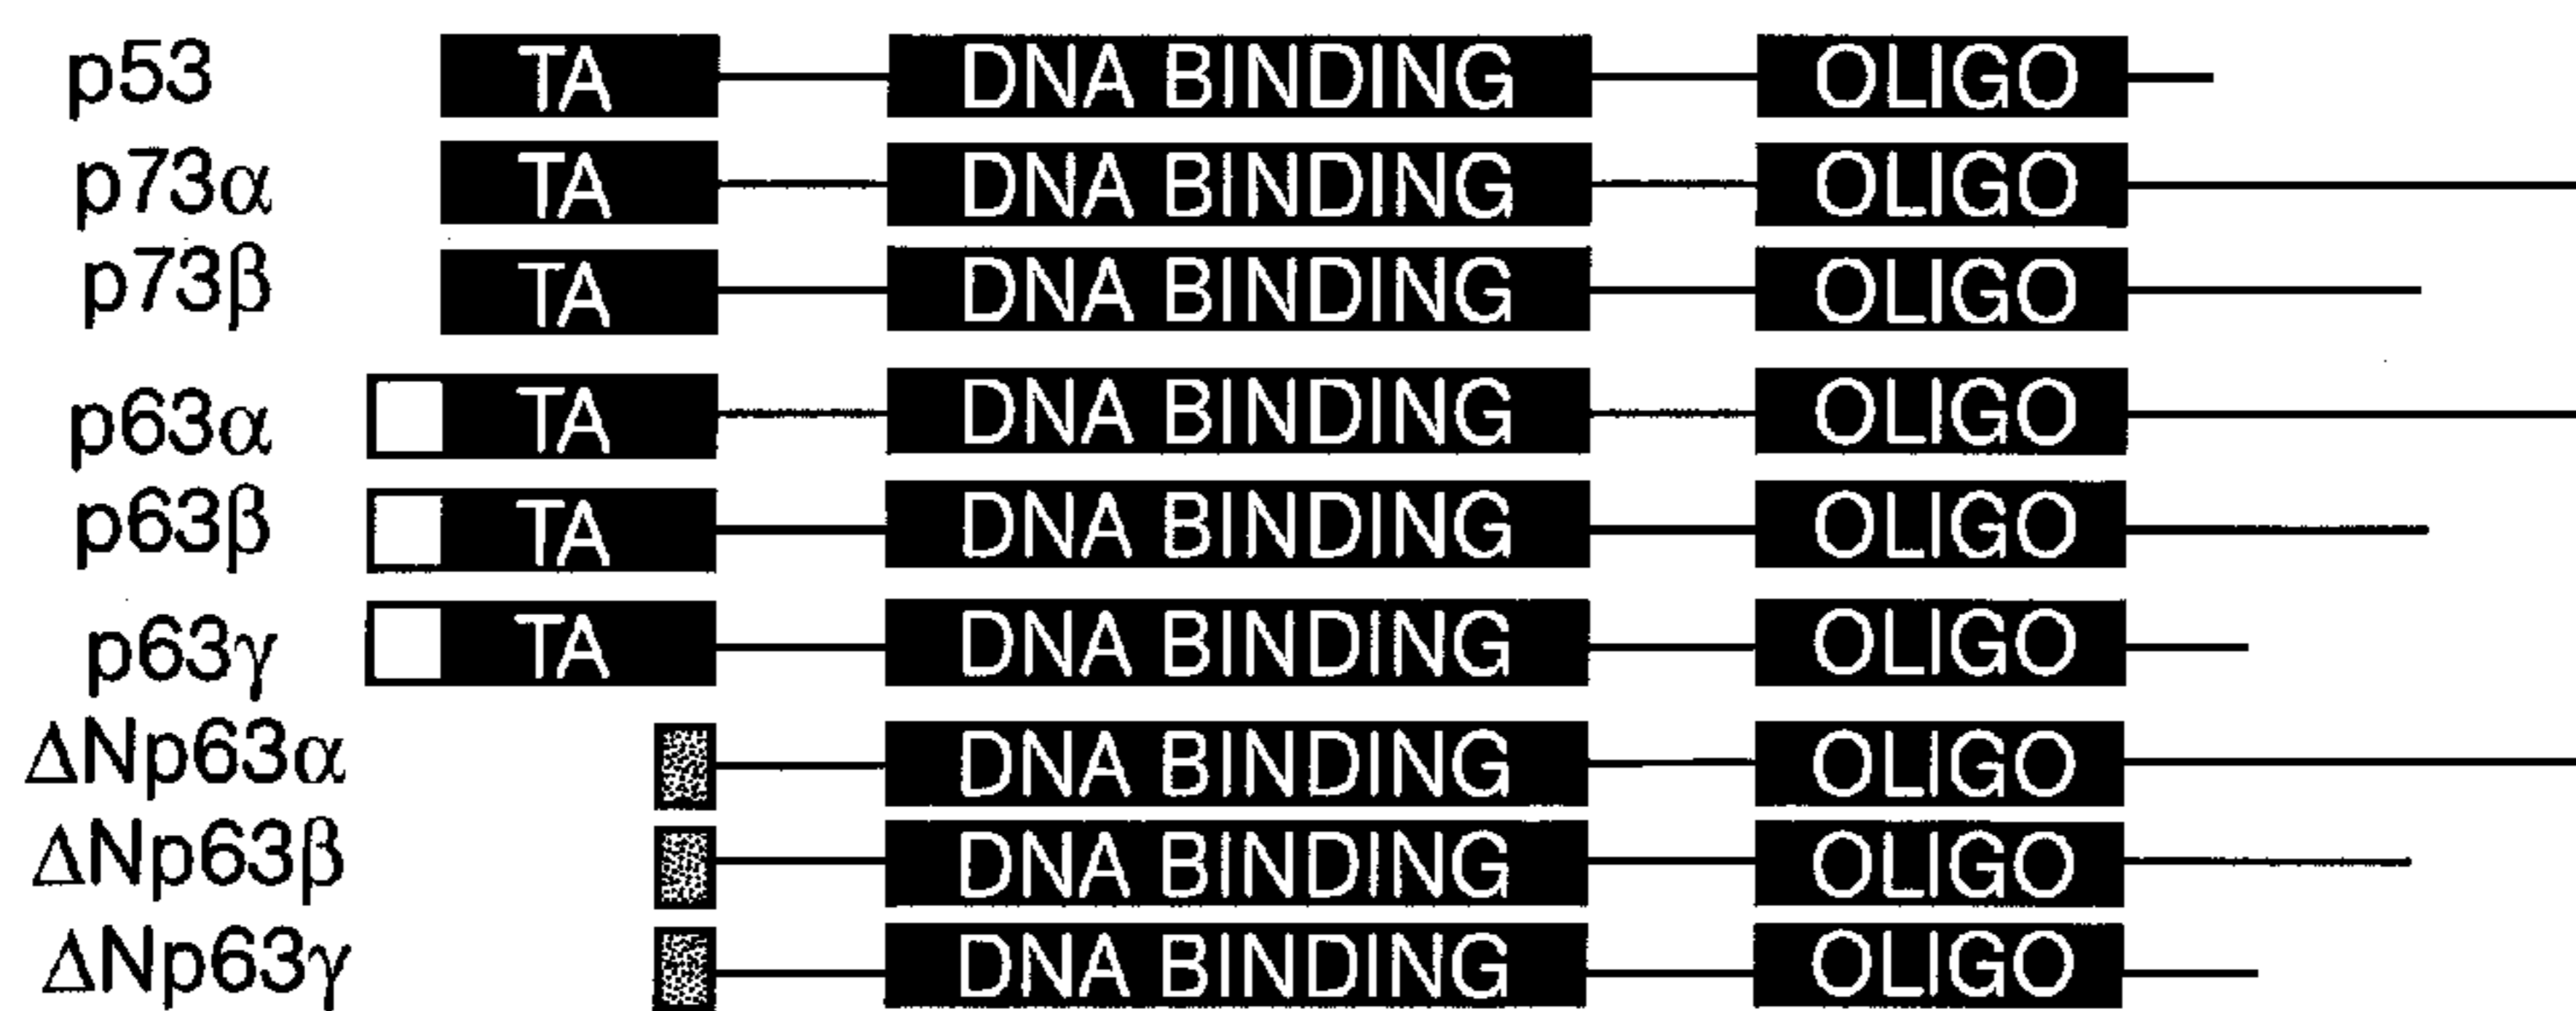 p53 TA DNA BINDING OLIGO
p73α TA DNA BINDING OLIGO
p73β TA DNA BINDING OLIGO
p63α TA DNA BINDING OLIGO
p63β TA DNA BINDING OLIGO
p63γ TA DNA BINDING OLIGO
ΔNp63α DNA BINDING OLIGO
ΔNp63β DNA BINDING OLIGO
ΔNp63γ DNA BINDING OLIGO